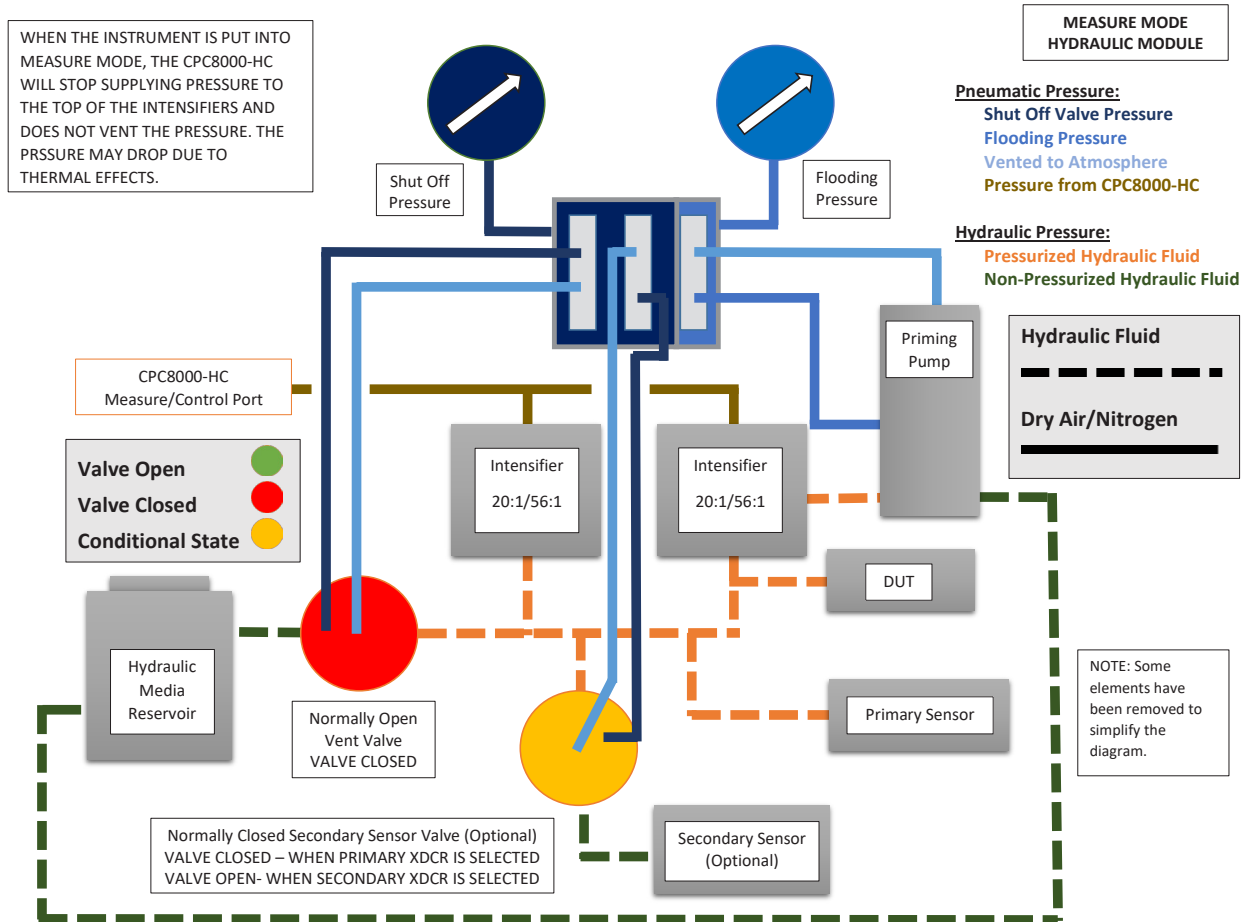 WHEN THE INSTRUMENT IS PUT INTO
MEASURE MODE, THE CPC8000-HC
WILL STOP SUPPLYING PRESSURE TO
THE TOP OF THE INTENSIFIERS AND
DOES NOT VENT THE PRESSURE. THE
PRSSURE MAY DROP DUE TO
THERMAL EFFECTS.
MEASURE MODE
HYDRAULIC MODULE
Pneumatic Pressure:
Shut Off Valve Pressure
Flooding Pressure
Vented to Atmosphere
Pressure from CPC8000-HC
Hydraulic Pressure:
Pressurized Hydraulic Fluid
Non-Pressurized Hydraulic Fluid
Shut Off
Pressure
Flooding
Pressure
Priming
Pump
Hydraulic Fluid
Dry Air/Nitrogen
CPC8000-HC
Measure/Control Port
Valve Open
Valve Closed
Conditional State
Intensifier
20:1/56:1
Intensifier
20:1/56:1
DUT
Hydraulic
Media
Reservoir
Normally Open
Vent Valve
VALVE CLOSED
Primary Sensor
NOTE: Some
elements have
been removed to
simplify the
diagram.
Normally Closed Secondary Sensor Valve (Optional)
VALVE CLOSED – WHEN PRIMARY XDCR IS SELECTED
VALVE OPEN- WHEN SECONDARY XDCR IS SELECTED
Secondary Sensor
(Optional)